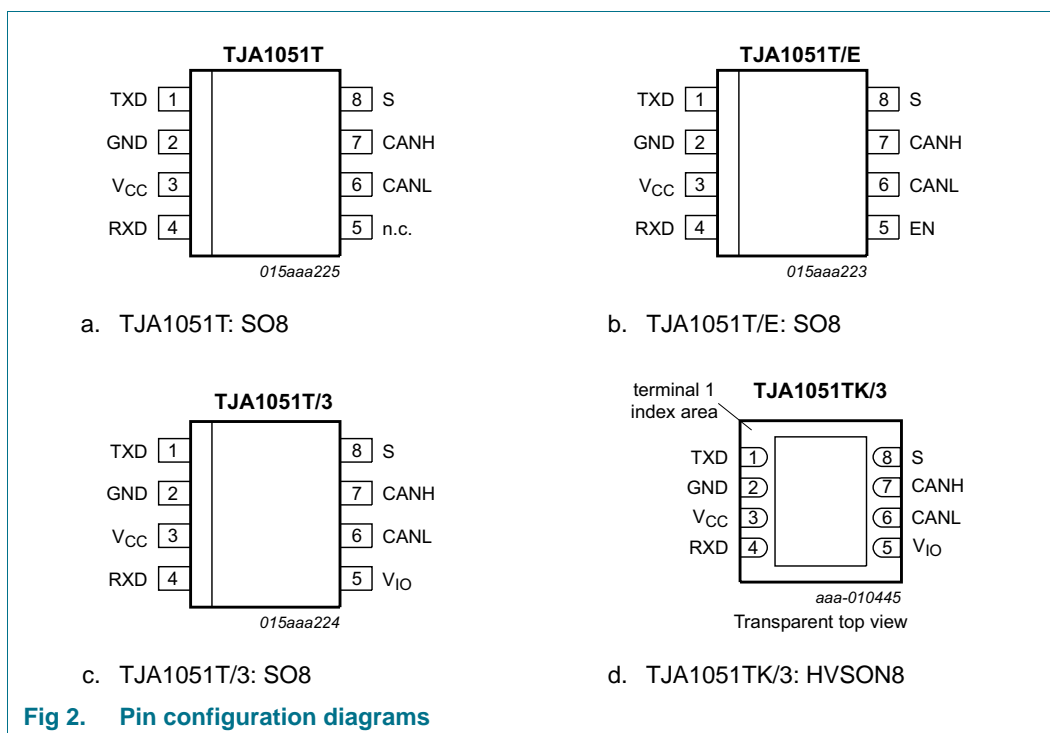 TJA1051T
TXD 1
8 S
GND 2
7 CANH
VCC 3
6 CANL
RXD 4
5 n.c.
015aaa225
a. TJA1051T: SO8
TJA1051T/E
TXD 1
8 S
GND 2
7 CANH
VCC 3
6 CANL
RXD 4
5 EN
015aaa223
b. TJA1051T/E: SO8
TJA1051T/3
TXD 1
8 S
GND 2
7 CANH
VCC 3
6 CANL
RXD 4
5 VIO
015aaa224
c. TJA1051T/3: SO8
terminal 1
index area
TJA1051TK/3
TXD 1
8 S
GND 2
7 CANH
VCC 3
6 CANL
RXD 4
5 VIO
aaa-010445
Transparent top view
d. TJA1051TK/3: HVSON8
Fig 2. Pin configuration diagrams